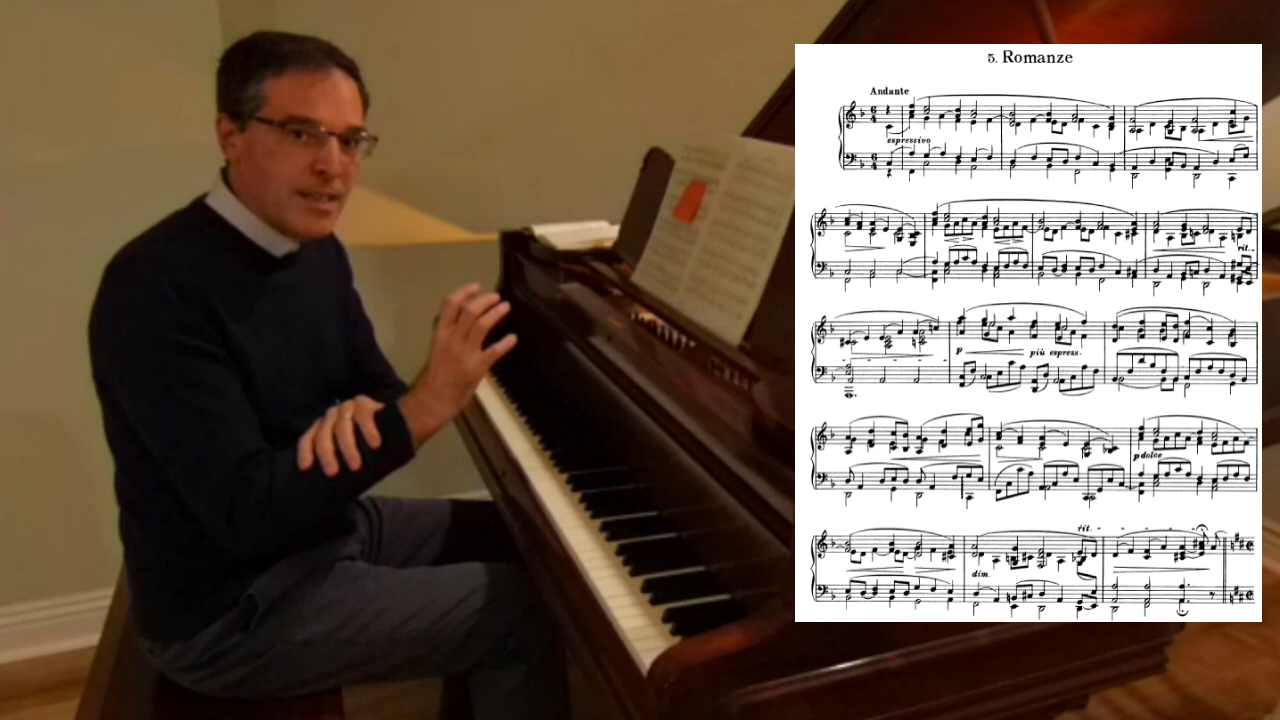 5. Romanze
Andante
espressivo
rit. -
p
più espress.
p dolce
rit. - - - -
dim.